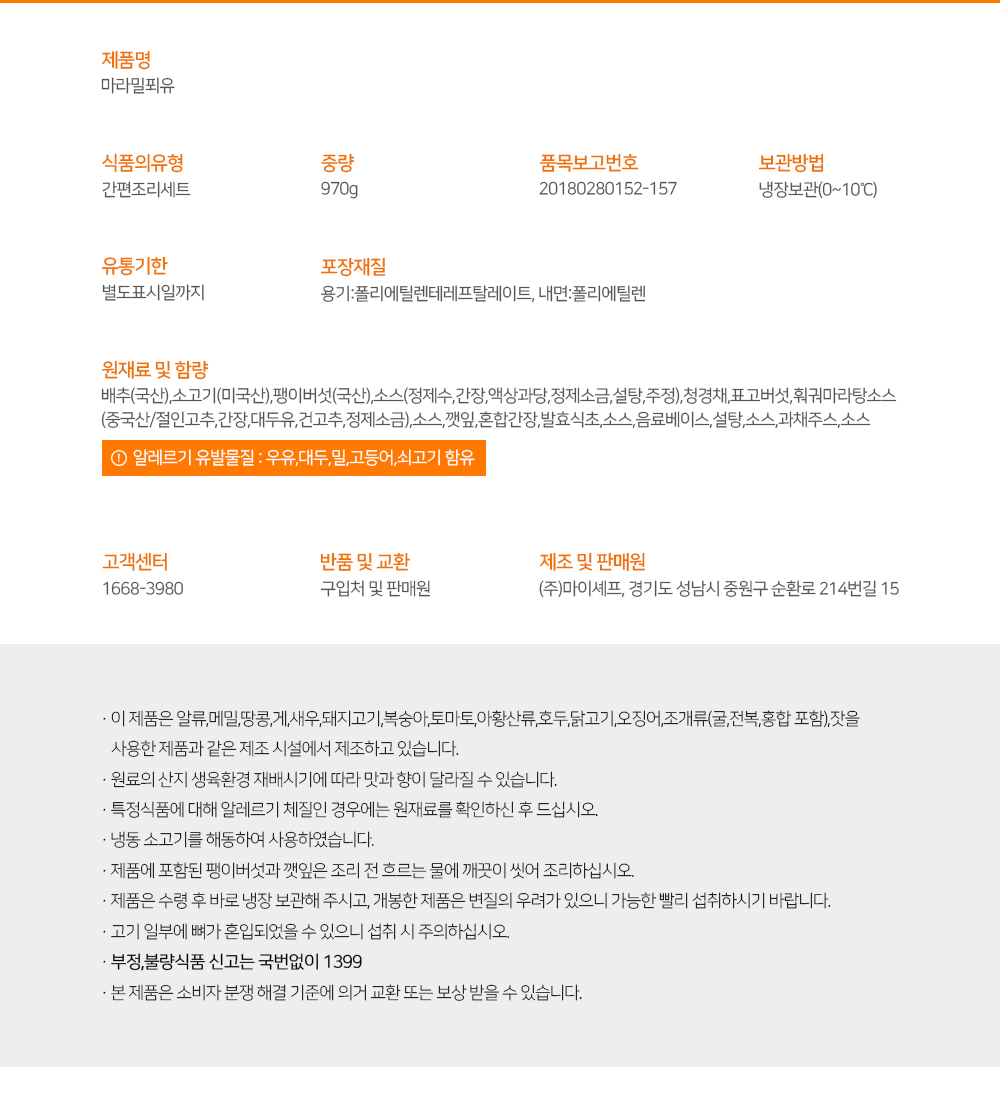 제품명
마라밀푀유
식품의유형
간편조리세트
중량
970g
품목보고번호
20180280152-157
보관방법
냉장보관(0~10℃)
유통기한
별도표시일까지
포장재질
용기:폴리에틸렌테레프탈레이트, 내면:폴리에틸렌
원재료 및 함량
배추(국산),소고기(미국산),팽이버섯(국산),소스(정제수,간장,액상과당,정제소금,설탕,주정),청경채,표고버섯,훠궈마라탕소스
(중국산/절인고추,간장,대두유,건고추,정제소금),소스,깻잎,혼합간장,발효식초,소스,음료베이스,설탕,소스,과채주스,소스
알레르기 유발물질 : 우유,대두,밀,고등어,쇠고기 함유
고객센터
1668-3980
반품 및 교환
구입처 및 판매원
제조 및 판매원
(주)마이셰프, 경기도 성남시 중원구 순환로 214번길 15
· 이 제품은 알류,메밀,땅콩,게,새우,돼지고기,복숭아,토마토,아황산류,호두,닭고기,오징어,조개류(굴,전복,홍합 포함),잣을
사용한 제품과 같은 제조 시설에서 제조하고 있습니다.
· 원료의 산지 생육환경 재배시기에 따라 맛과 향이 달라질 수 있습니다.
· 특정식품에 대해 알레르기 체질인 경우에는 원재료를 확인하신 후 드십시오.
· 냉동 소고기를 해동하여 사용하였습니다.
· 제품에 포함된 팽이버섯과 깻잎은 조리 전 흐르는 물에 깨끗이 씻어 조리하십시오.
· 제품은 수령 후 바로 냉장 보관해 주시고, 개봉한 제품은 변질의 우려가 있으니 가능한 빨리 섭취하시기 바랍니다.
· 고기 일부에 뼈가 혼입되었을 수 있으니 섭취 시 주의하십시오.
· 부정,불량식품 신고는 국번없이 1399
· 본 제품은 소비자 분쟁 해결 기준에 의거 교환 또는 보상 받을 수 있습니다.